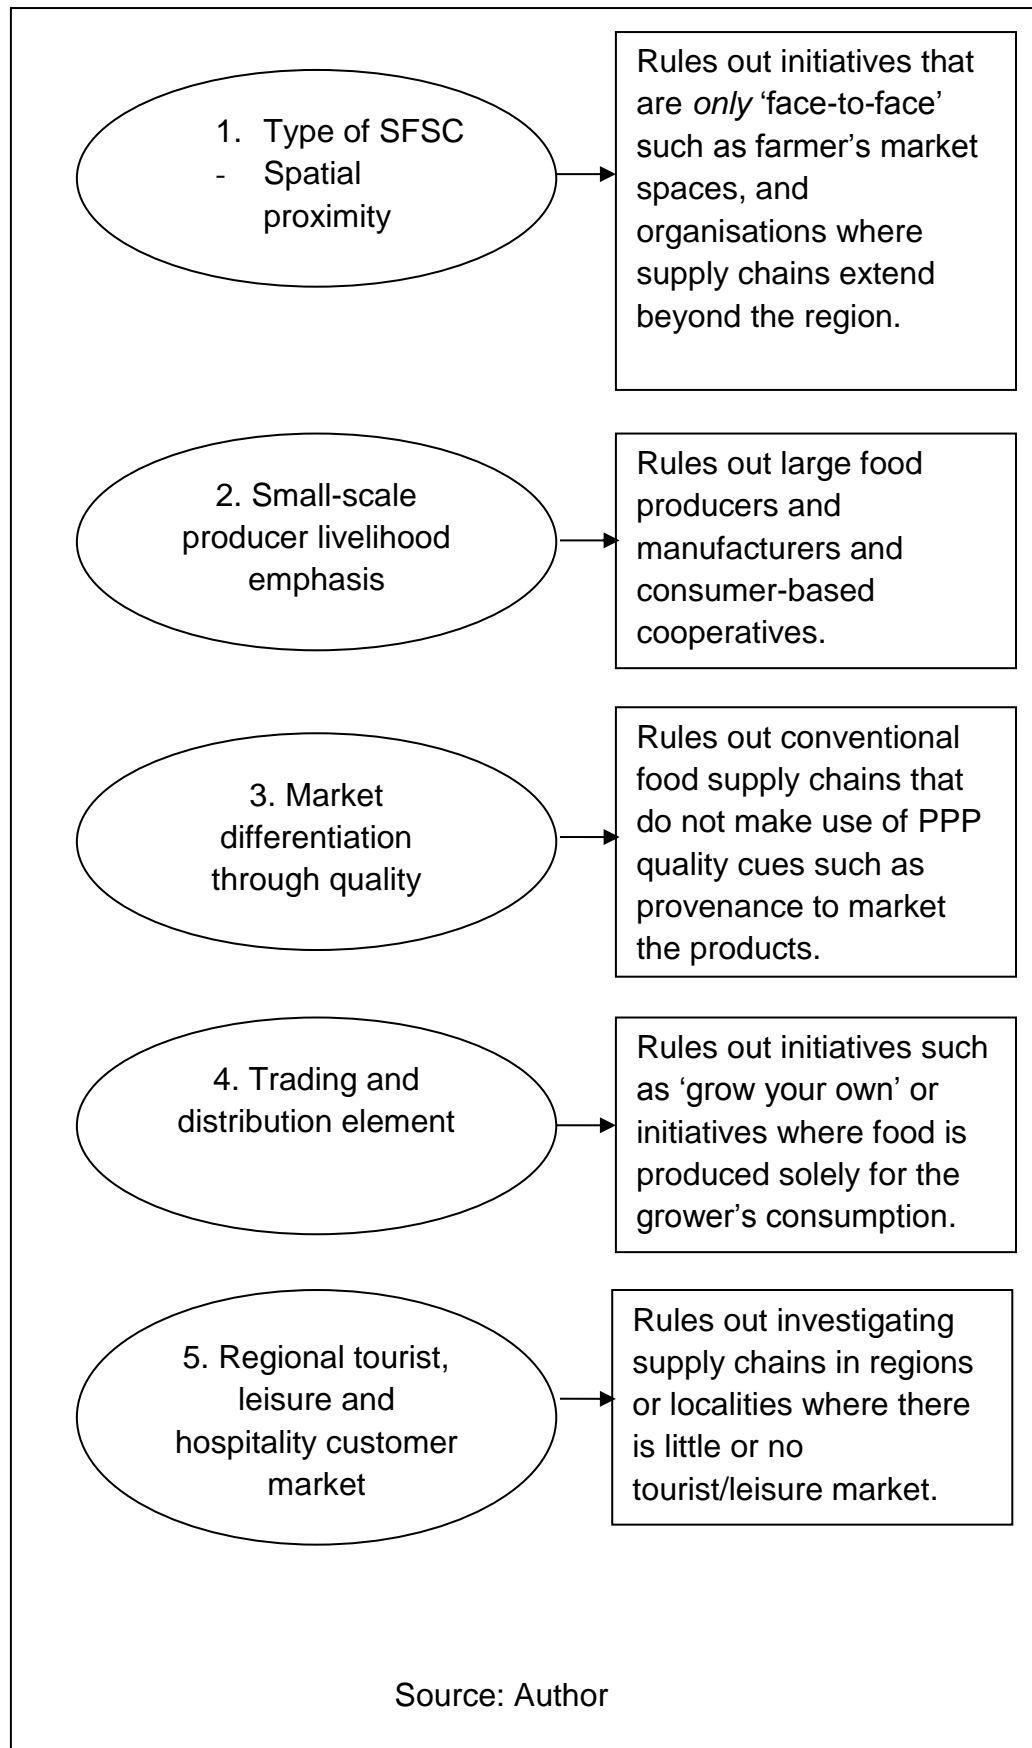 1. Type of SFSC
- Spatial
proximity
Rules out initiatives that
are only ‘face-to-face’
such as farmer’s market
spaces, and
organisations where
supply chains extend
beyond the region.
2. Small-scale
producer livelihood
emphasis
Rules out large food
producers and
manufacturers and
consumer-based
cooperatives.
3. Market
differentiation
through quality
Rules out conventional
food supply chains that
do not make use of PPP
quality cues such as
provenance to market
the products.
4. Trading and
distribution element
Rules out initiatives such
as ‘grow your own’ or
initiatives where food is
produced solely for the
grower’s consumption.
5. Regional tourist,
leisure and
hospitality customer
market
Rules out investigating
supply chains in regions
or localities where there
is little or no
tourist/leisure market.
Source: Author